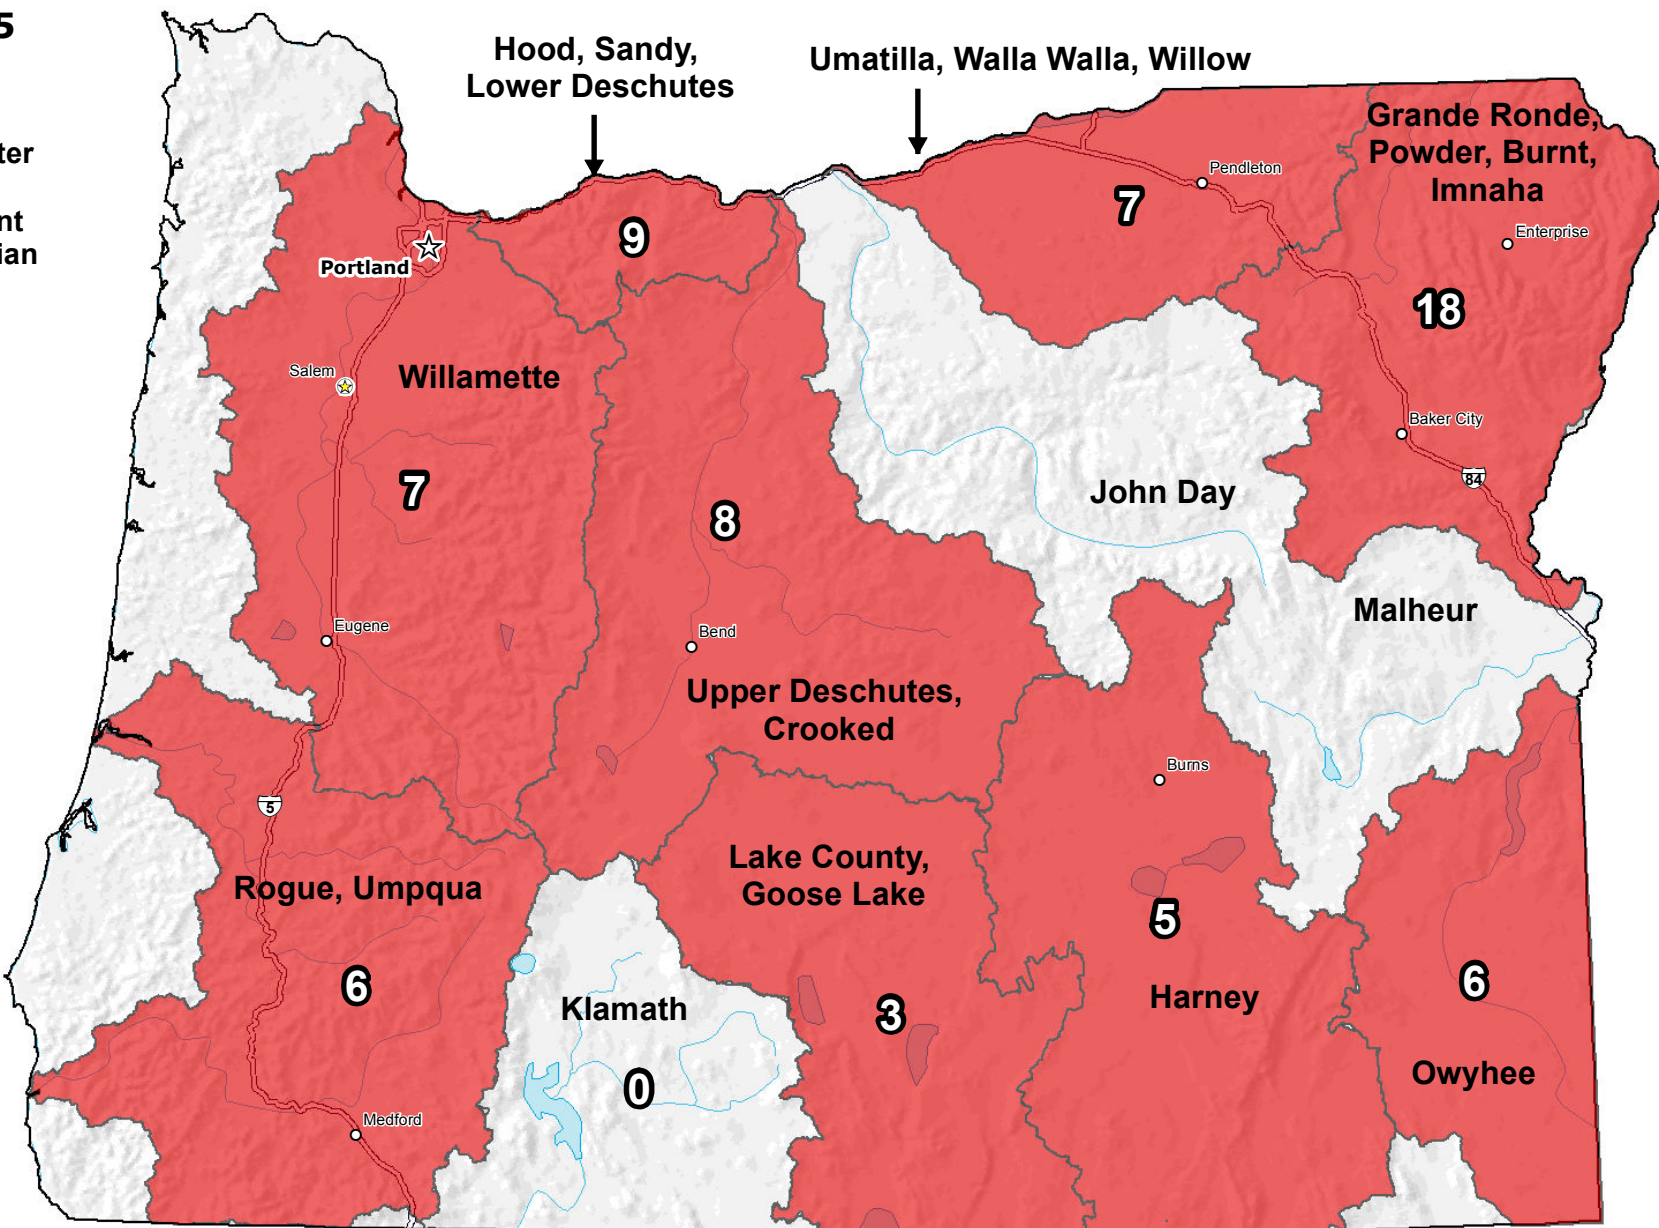 5
Hood, Sandy,
Lower Deschutes
Umatilla, Walla Walla, Willow
Grande Ronde,
Powder, Burnt,
Imnaha
ter
nt
ian
Pendleton
7
Enterprise
9
Portland
18
Salem
Willamette
Baker City
84
7
8
John Day
Malheur
Eugene
Bend
Upper Deschutes,
Crooked
Burns
5
Lake County,
Goose Lake
Rogue, Umpqua
5
6
Klamath
3
Harney
6
0
Owyhee
Medford